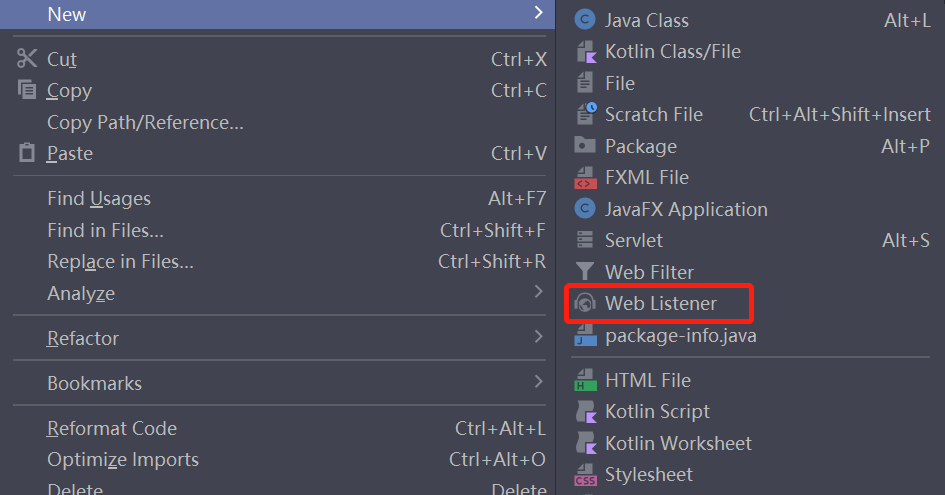 New
Cut Ctrl+X
Copy Ctrl+C
Copy Path/Reference...
Paste Ctrl+V
Find Usages Alt+F7
Find in Files... Ctrl+Shift+F
Replace in Files... Ctrl+Shift+R
Analyze
Refactor
Bookmarks
Reformat Code Ctrl+Alt+L
Optimize Imports Ctrl+Alt+O
Delete... Delete
Java Class Alt+L
Kotlin Class/File
File
Scratch File Ctrl+Alt+Shift+Insert
Package Alt+P
FXML File
JavaFX Application
Servlet Alt+S
Web Filter
Web Listener
package-info.java
HTML File
Kotlin Script
Kotlin Worksheet
Stylesheet